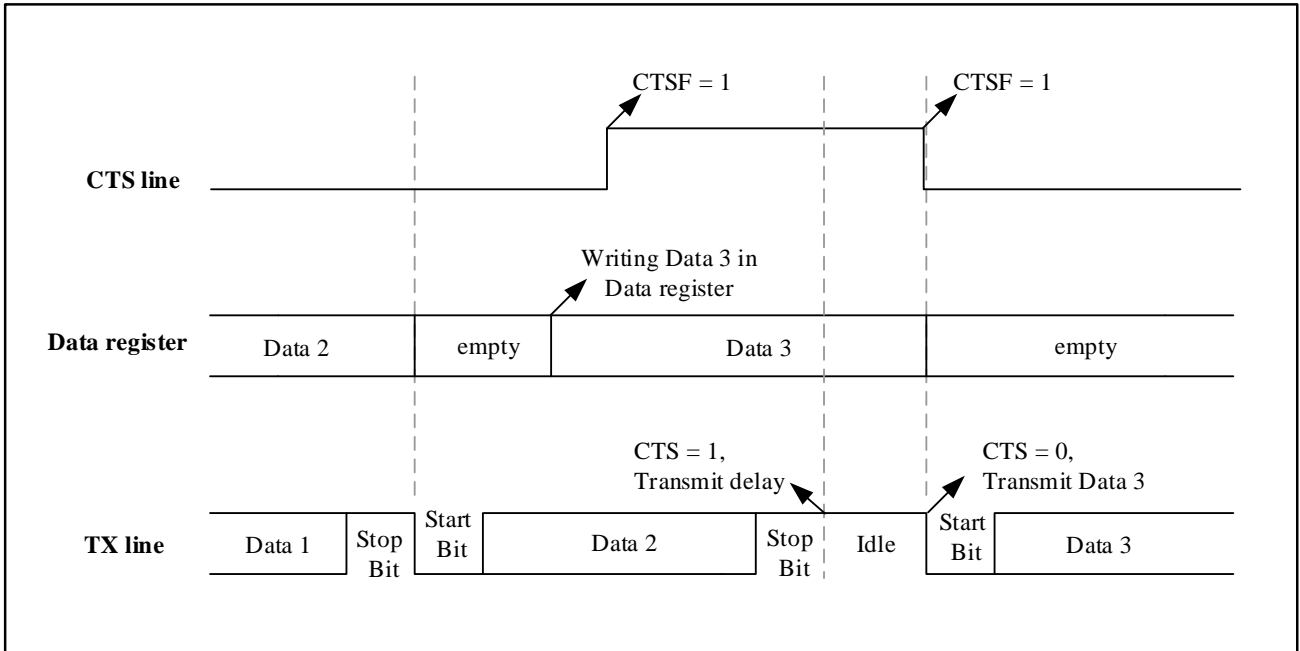 CTSF = 1
CTSF = 1
CTS line
Writing Data 3 in
Data register
Data register
Data 2
empty
Data 3
empty
CTS = 1,
Transmit delay
CTS = 0,
Transmit Data 3
TX line
Data 1
Stop
Bit
Start
Bit
Data 2
Stop
Bit
Idle
Start
Bit
Data 3